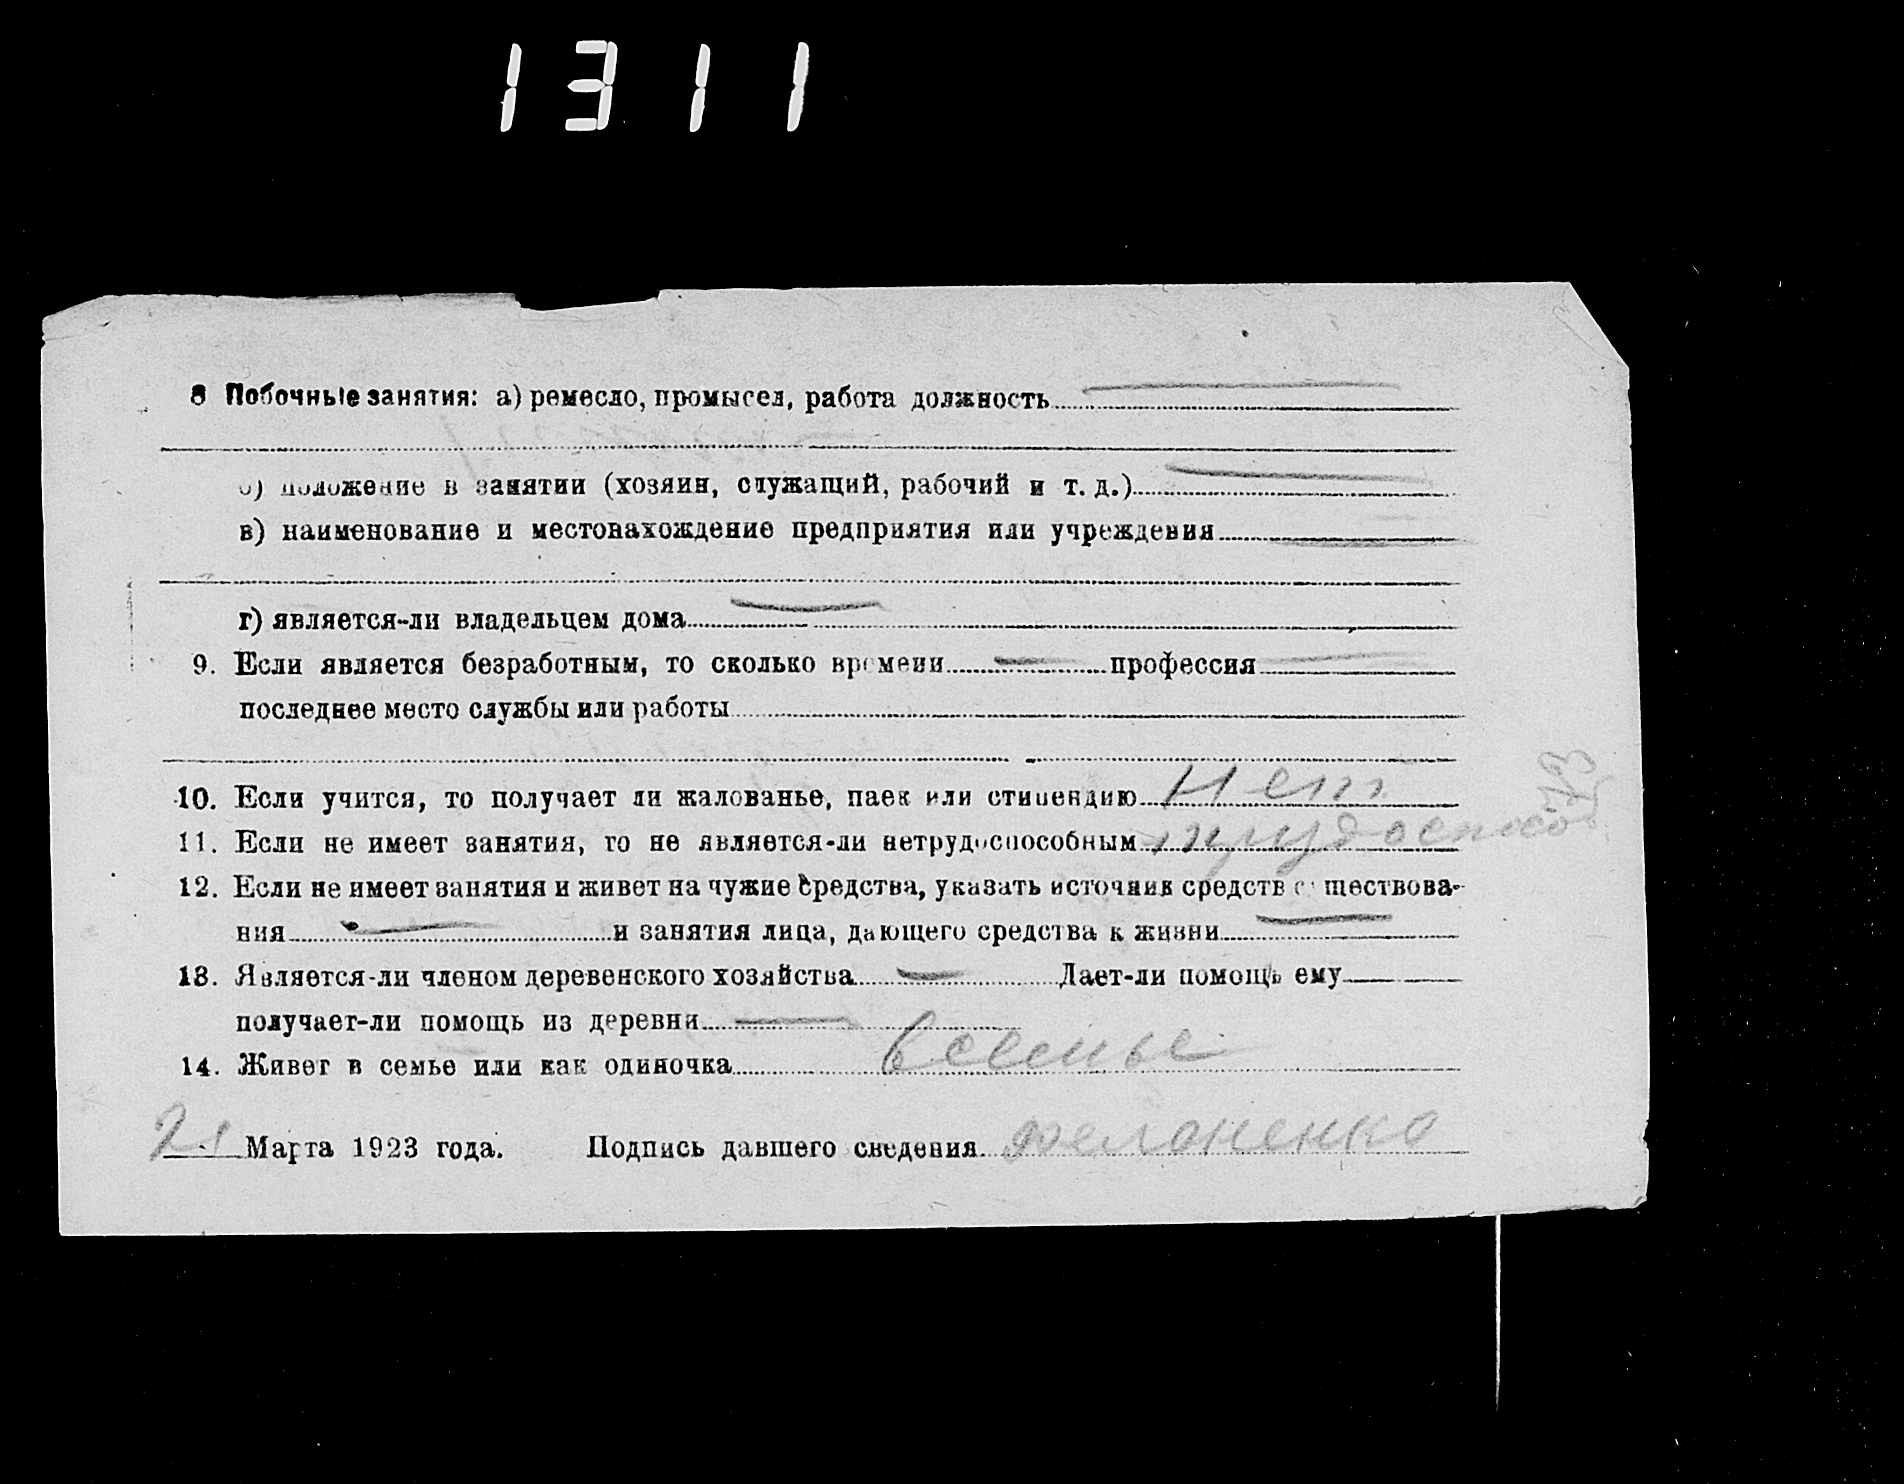 1311
8 Побочные занятия: а) ремесло, промысел, работа должность
б) положение в занятии (хозяин, служащий, рабочий и т. д.)
в) наименование и местонахождение предприятия или учреждения
г) является-ли владельцем дома
9. Если является безработным, то сколько времени — профессия
последнее место службы или работы
10. Если учится, то получает ли жалованье, паек или стипендию нет
11. Если не имеет занятия, то не является-ли нетрудоспособным трудоспособ
12. Если не имеет занятия и живет на чужие средства, указать источник средств существова-
ния — и занятия лица, дающего средства к жизни —
13. Является-ли членом деревенского хозяйства — Дает-ли помощь ему
получает-ли помощь из деревни —
14. Живет в семье или как одиночка в семье
21 Марта 1923 года. Подпись давшего сведения